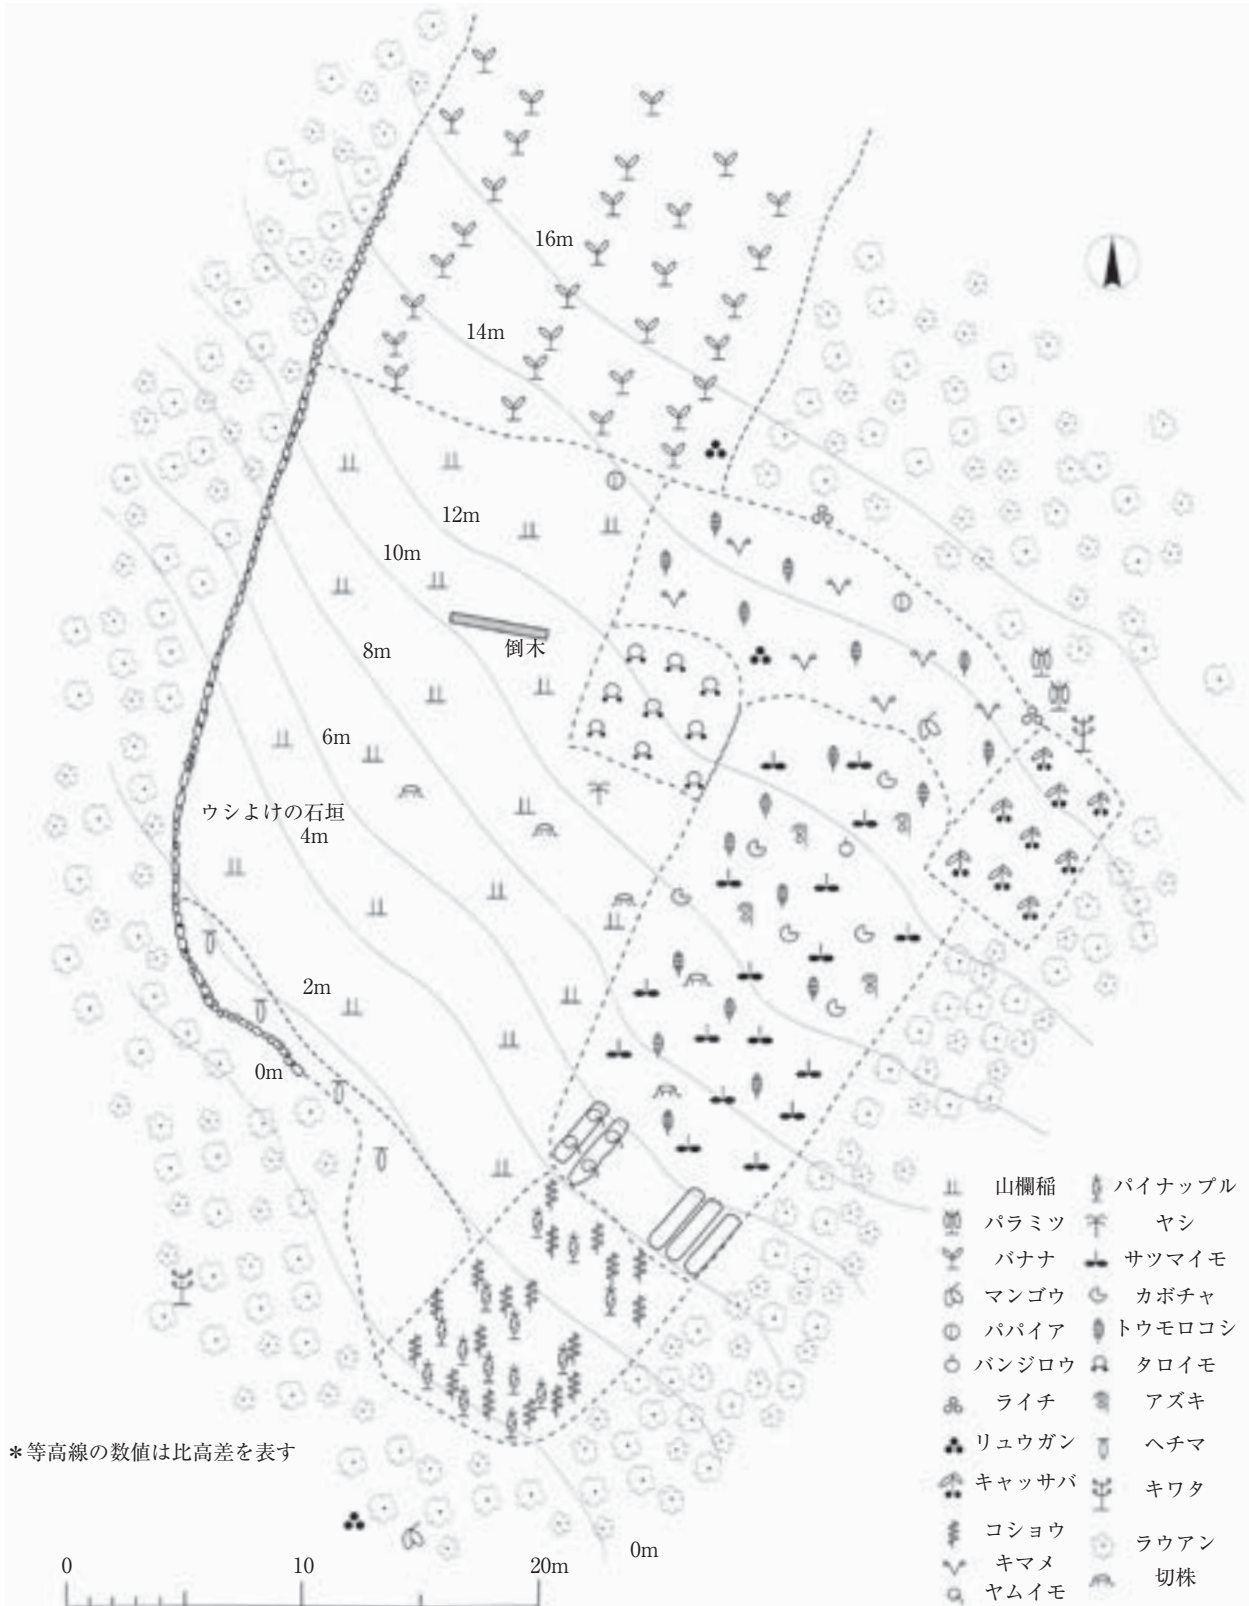 16m
14m
12m
10m
倒木
8m
6m
ウシよけの石垣
4m
2m
0m
山欄稲 パイナップル
パラミツ ヤシ
バナナ サツマイモ
マンゴウ カボチャ
パパイア トウモロコシ
バンジロウ タロイモ
ライチ アズキ
リュウガン ヘチマ
キャッサバ キワタ
コショウ
ラウアン
キマメ
切株
ヤムイモ
*等高線の数値は比高差を表す
0m
0 10 20m